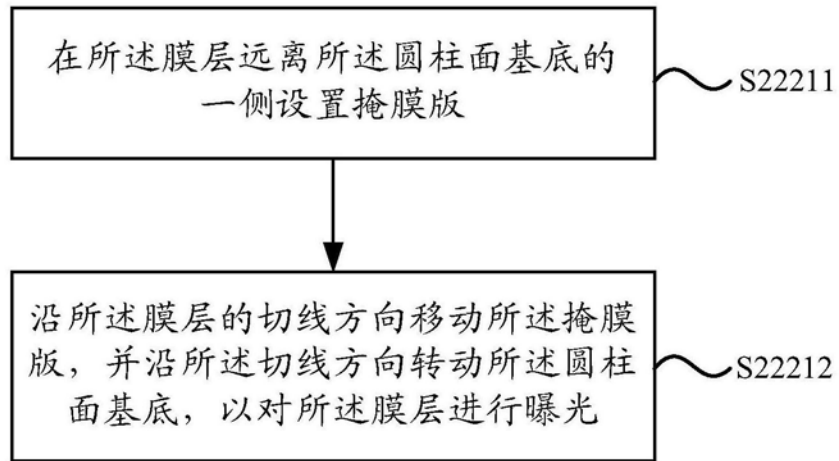 在所述膜层远离所述圆柱面基底的
一侧设置掩膜版
S22211
沿所述膜层的切线方向移动所述掩膜
版，并沿所述切线方向转动所述圆柱
面基底，以对所述膜层进行曝光
S22212